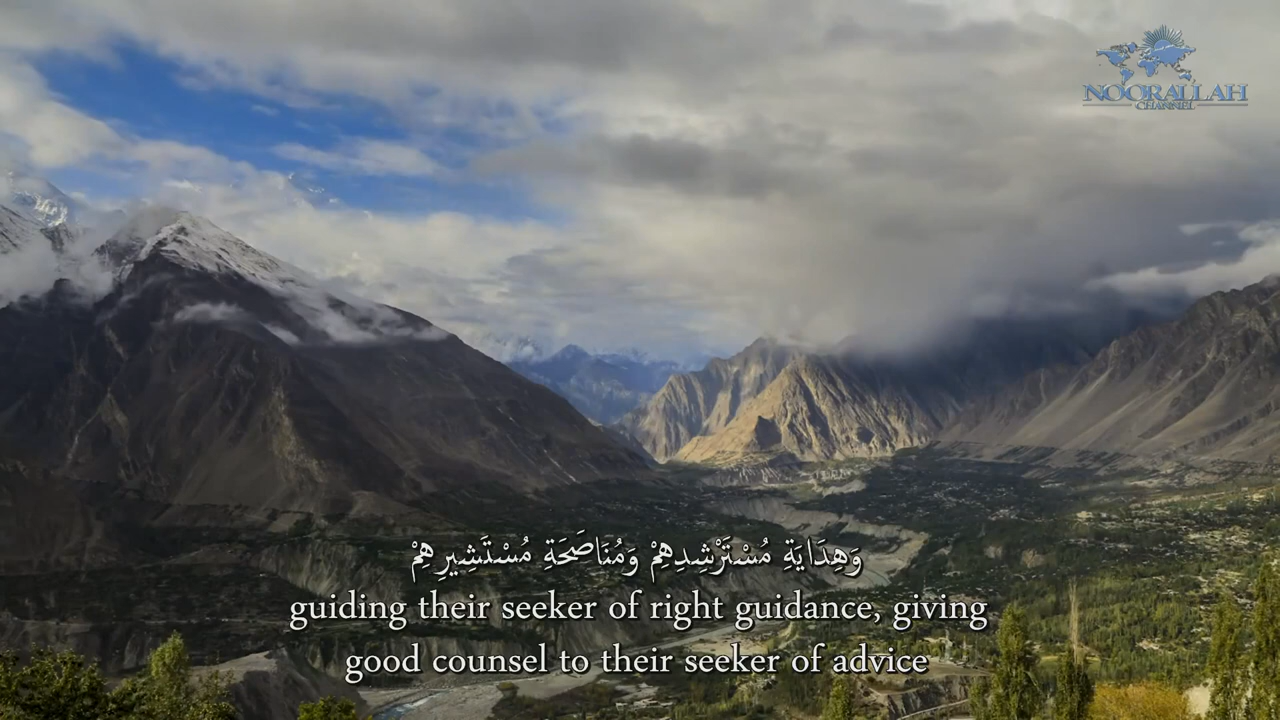 NOORALLAH
CHANNEL
وَهِدَايَةِ مُسْتَرْشِدِهِمْ وَمُنَاصَحَةِ مُسْتَشِيرِهِمْ
guiding their seeker of right guidance, giving
good counsel to their seeker of advice